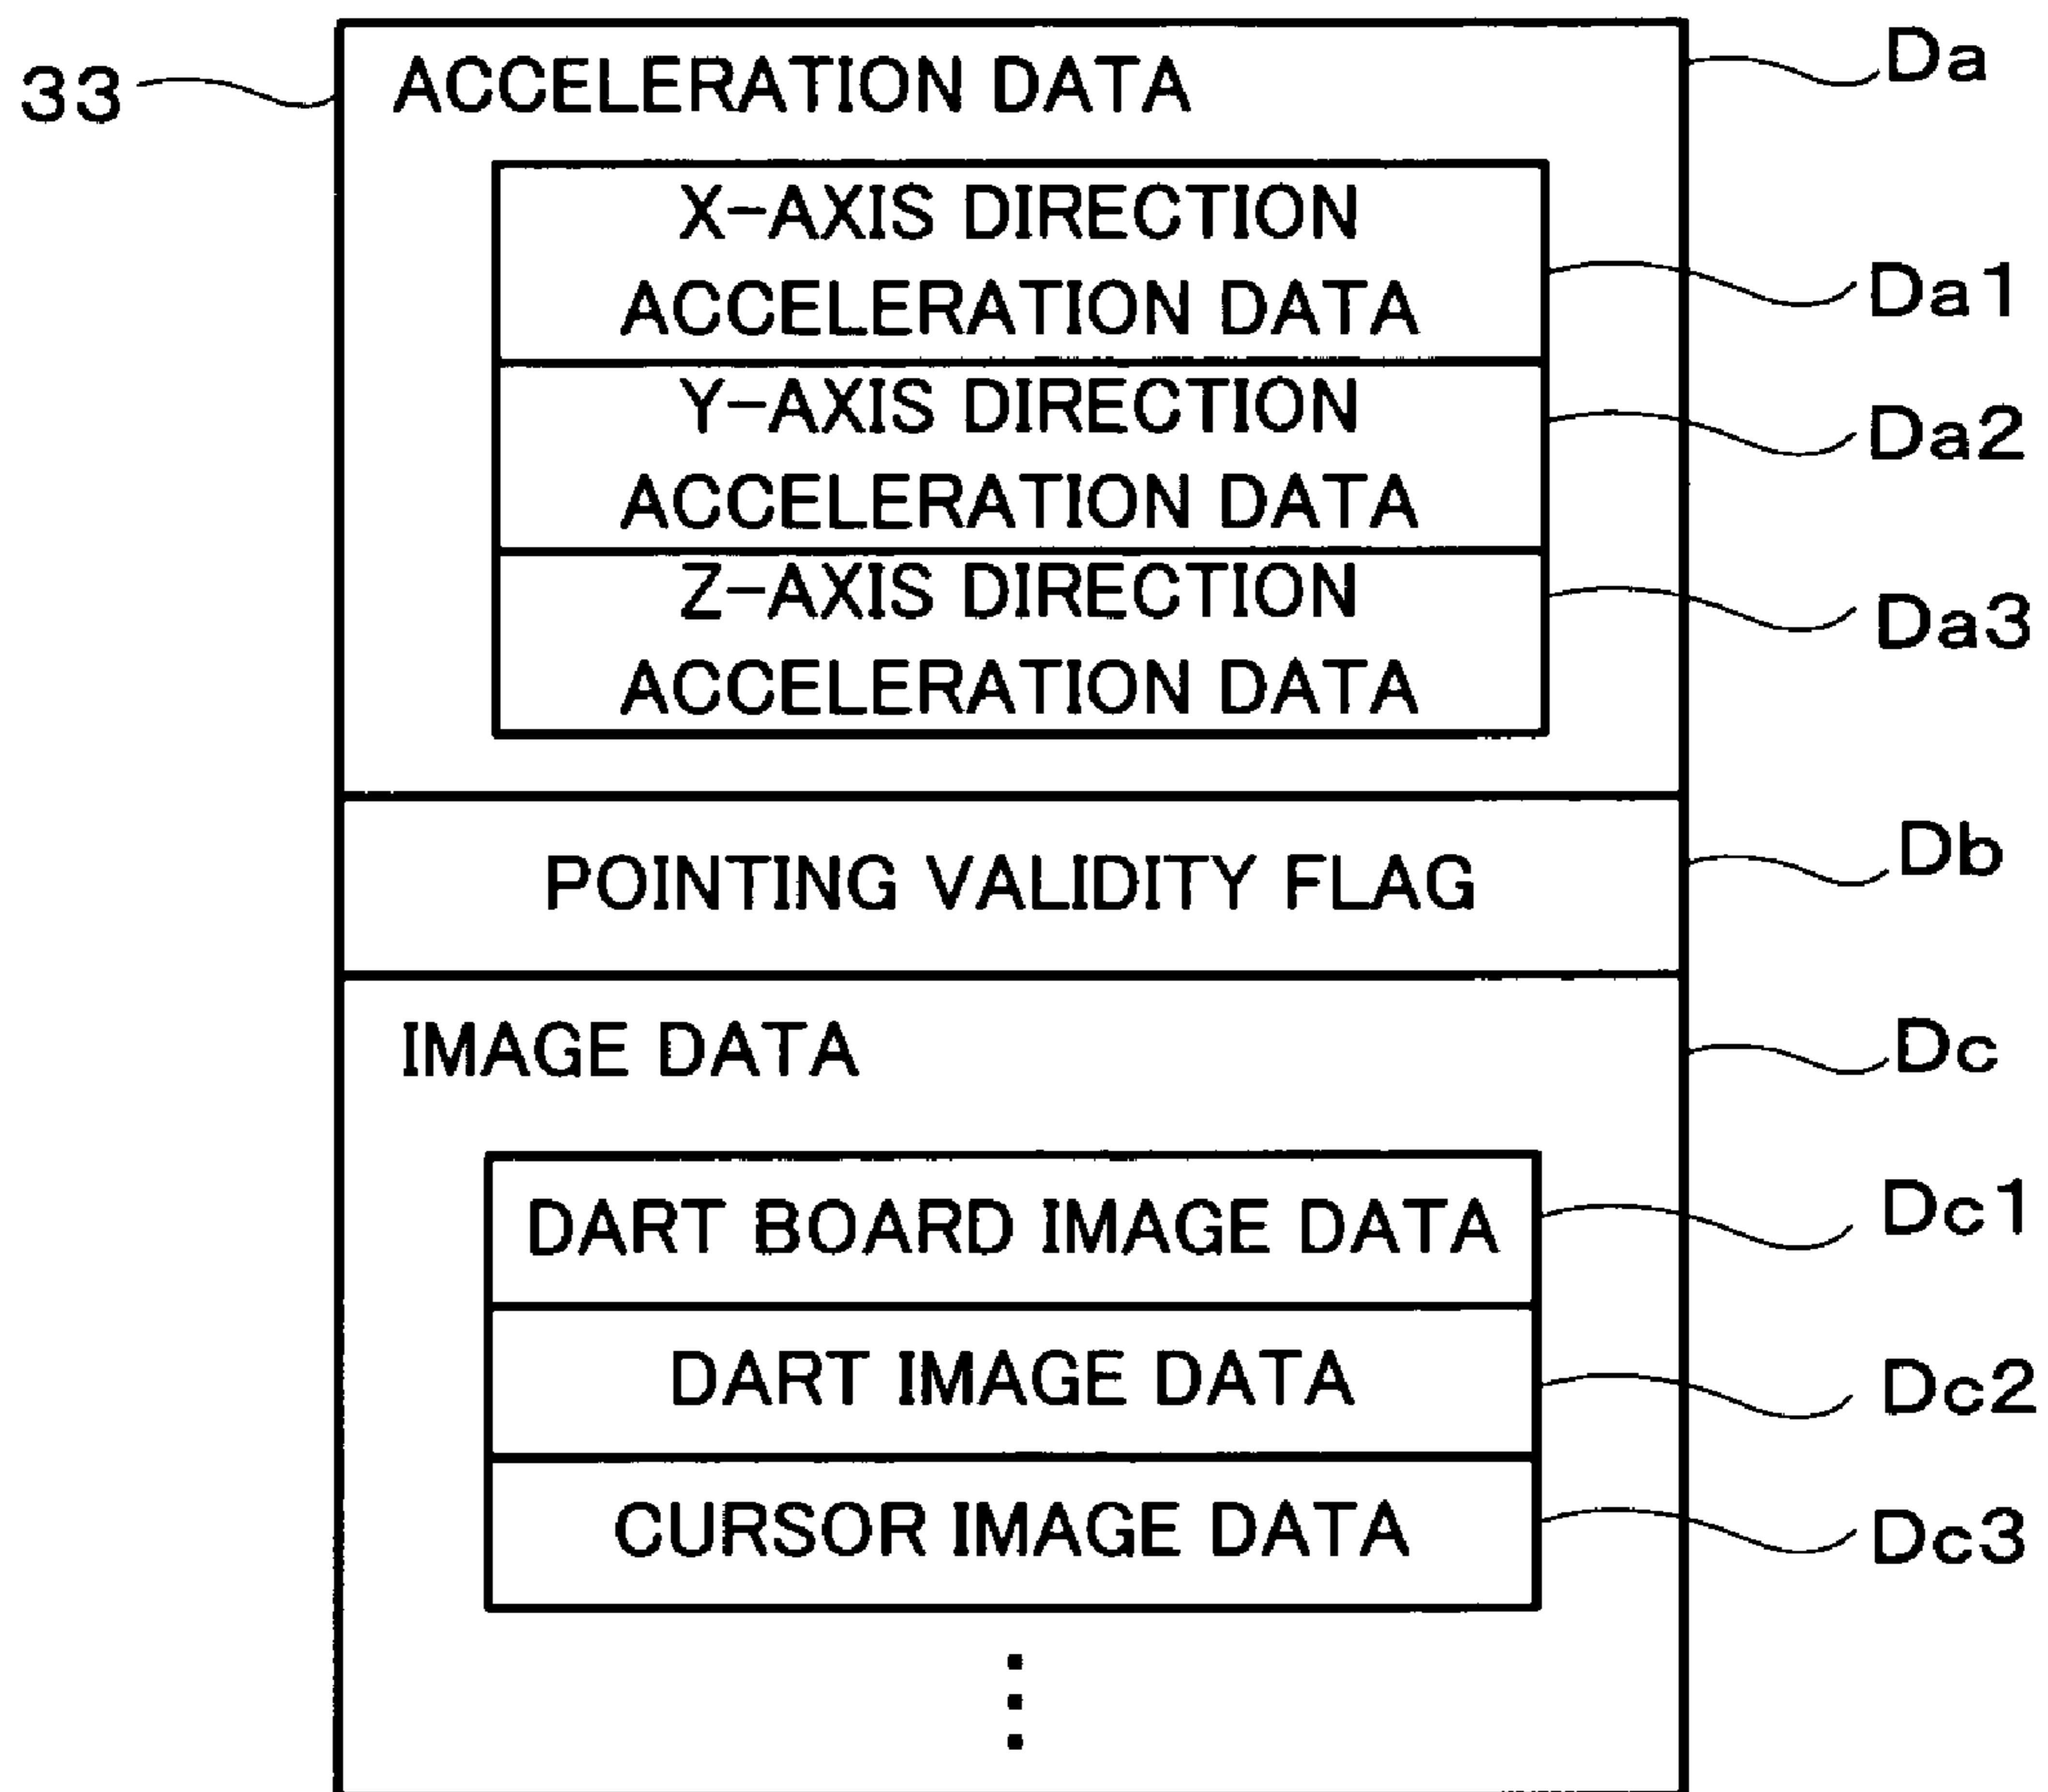 33
ACCELERATION DATA
Da
X-AXIS DIRECTION
ACCELERATION DATA
Da1
Y-AXIS DIRECTION
ACCELERATION DATA
Da2
Z-AXIS DIRECTION
ACCELERATION DATA
Da3
POINTING VALIDITY FLAG
Db
IMAGE DATA
Dc
DART BOARD IMAGE DATA
Dc1
DART IMAGE DATA
Dc2
CURSOR IMAGE DATA
Dc3